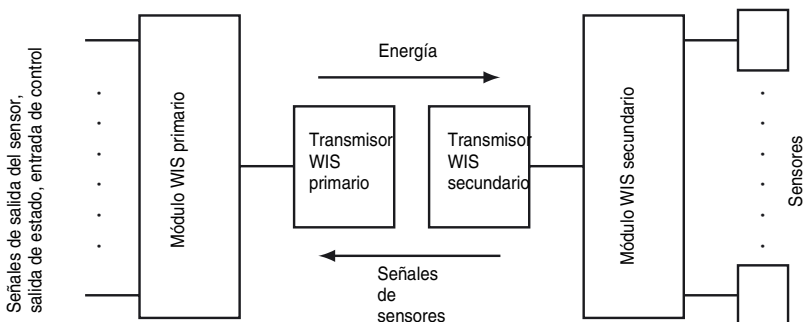 Señales de salida del sensor,
salida de estado, entrada de control
Módulo WIS primario
Energía
Transmisor
WIS
primario
Transmisor
WIS
secundario
Señales
de
sensores
Módulo WIS secundario
Sensores